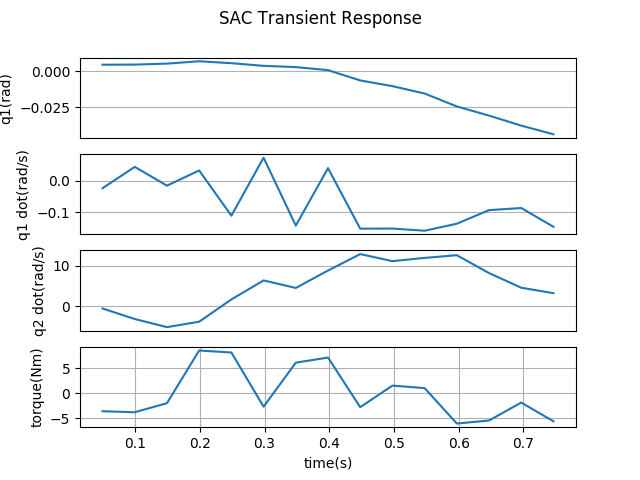 SAC Transient Response
q1(rad)
0.000
−0.025
q1 dot(rad/s)
0.0
−0.1
q2 dot(rad/s)
10
0
torque(Nm)
5
0
−5
0.1 0.2 0.3 0.4 0.5 0.6 0.7
time(s)